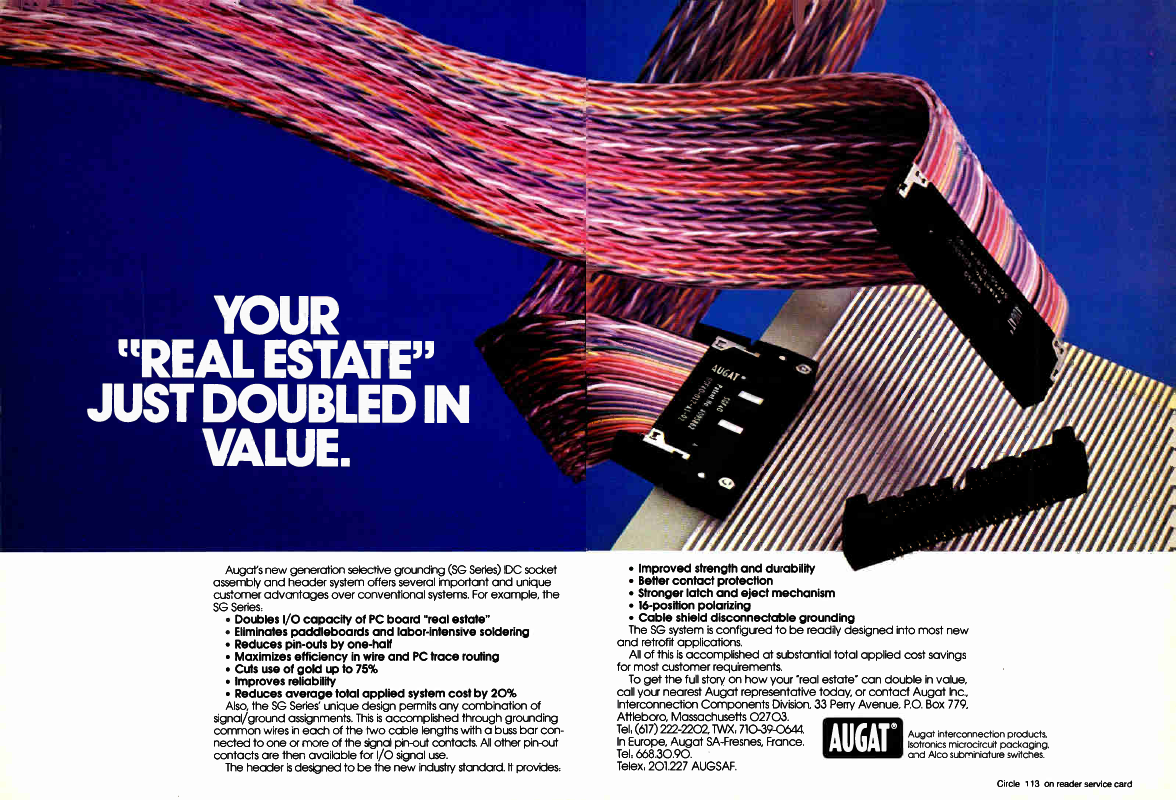 YOUR
“REAL ESTATE”
JUST DOUBLED IN
VALUE.
AUGAT
AUGAT
Augat's new generation selective grounding (SG Series) IDC socket
assembly and header system offers several important and unique
customer advantages over conventional systems. For example, the
SG Series:
• Doubles I/O capacity of PC board "real estate"
• Eliminates paddleboards and labor-intensive soldering
• Reduces pin-outs by one-half
• Maximizes efficiency in wire and PC trace routing
• Cuts use of gold up to 75%
• Improves reliability
• Reduces average total applied system cost by 20%
Also, the SG Series' unique design permits any combination of
signal/ground assignments. This is accomplished through grounding
common wires in each of the two cable lengths with a buss bar con-
nected to one or more of the signal pin-out contacts. All other pin-out
contacts are then available for I/O signal use.
The header is designed to be the new industry standard. It provides:
• Improved strength and durability
• Better contact protection
• Stronger latch and eject mechanism
• 16-position polarizing
• Cable shield disconnectable grounding
The SG system is configured to be readily designed into most new
and retrofit applications.
All of this is accomplished at substantial total applied cost savings
for most customer requirements.
To get the full story on how your "real estate" can double in value,
call your nearest Augat representative today, or contact Augat Inc.,
Interconnection Components Division, 33 Perry Avenue, P.O. Box 779,
Attleboro, Massachusetts 02703.
Tel: (617) 222-2202, TWX: 710-39-0644.
In Europe, Augat SA-Fresnes, France.
Tel: 668.30.90.
Telex: 201.227 AUGSAF.
AUGAT®
Augat interconnection products,
Isotronics microcircuit packaging,
and Alco subminiature switches.
Circle 113 on reader service card